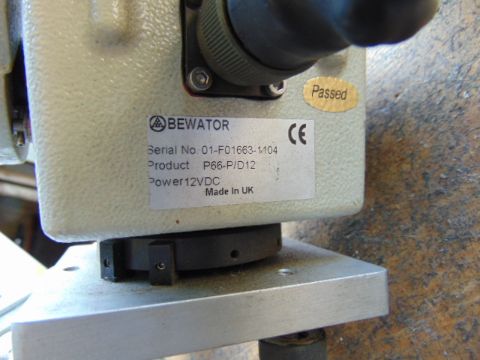 Passed
BEWATOR CE
Serial No. 01-F01663-1104
Product P66-P/D12
Power12VDC
Made In UK